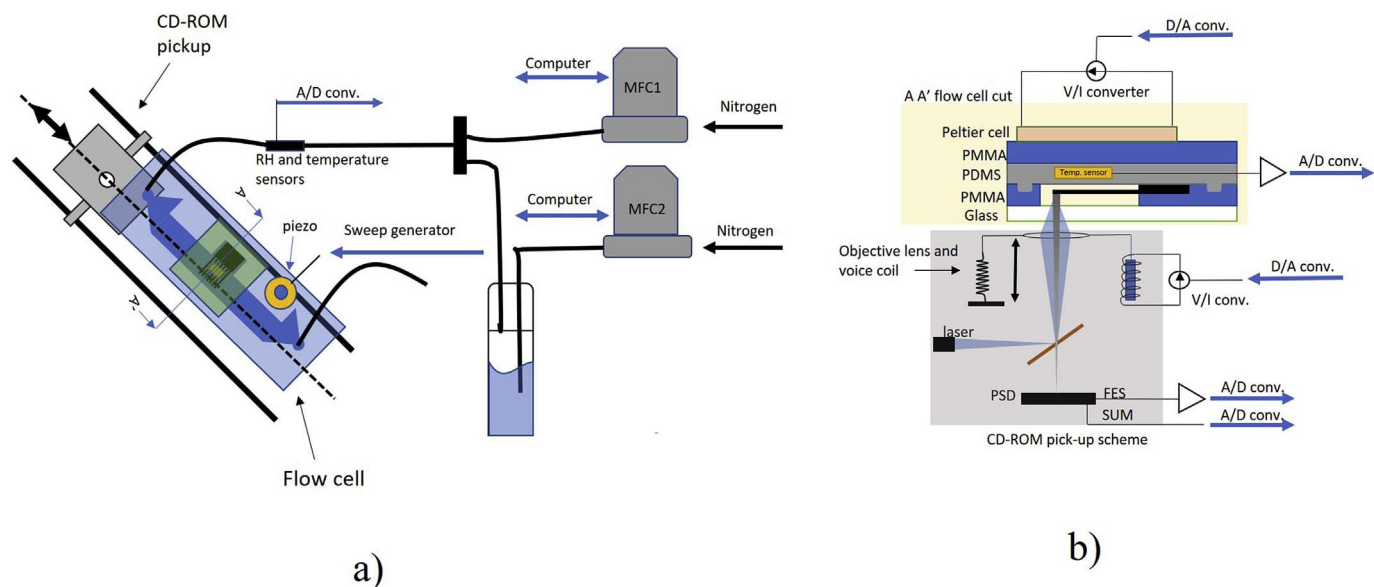 CD-ROM
pickup
A/D conv.
RH and temperature
sensors
Computer
MFC1
Nitrogen
Computer
MFC2
Nitrogen
A
piezo
Sweep generator
A'
Flow cell
a)
D/A conv.
V/I converter
A A' flow cell cut
Peltier cell
PMMA
PDMS
Temp. sensor
A/D conv.
PMMA
Glass
Objective lens and
voice coil
D/A conv.
V/I conv.
laser
PSD
FES
A/D conv.
SUM
A/D conv.
CD-ROM pick-up scheme
b)